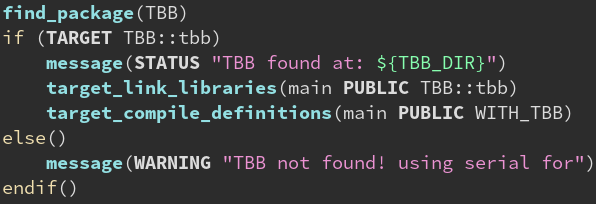 find_package(TBB)
if (TARGET TBB::tbb)
    message(STATUS "TBB found at: ${TBB_DIR}")
    target_link_libraries(main PUBLIC TBB::tbb)
    target_compile_definitions(main PUBLIC WITH_TBB)
else()
    message(WARNING "TBB not found! using serial for")
endif()